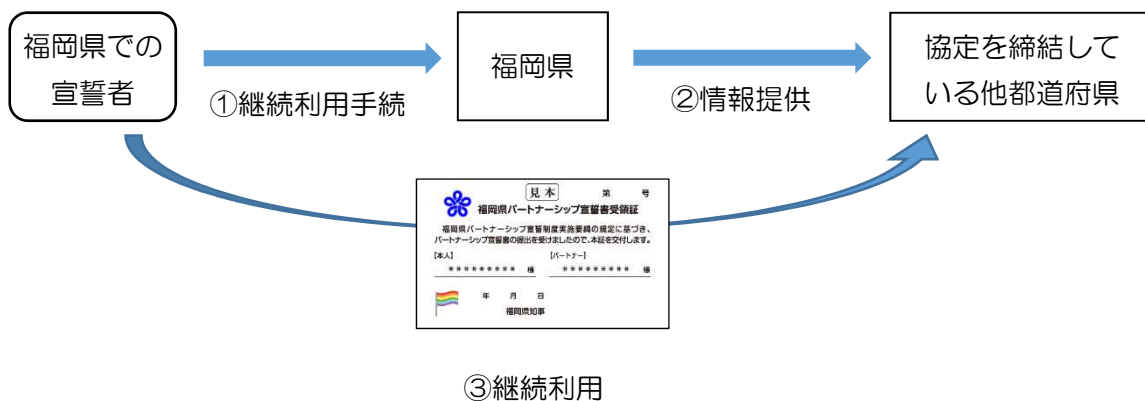 福岡県での
宣誓者
①継続利用手続
福岡県
②情報提供
協定を締結して
いる他都道府県
見本
第 号
福岡県パートナーシップ宣誓書受領証
福岡県パートナーシップ宣誓制度実施要綱の規定に基づき、
パートナーシップ宣誓書の提出を受けましたので、本証を交付します。
【本人】 【パートナー】
********* 様 ********* 様
年 月 日
福岡県知事
③継続利用